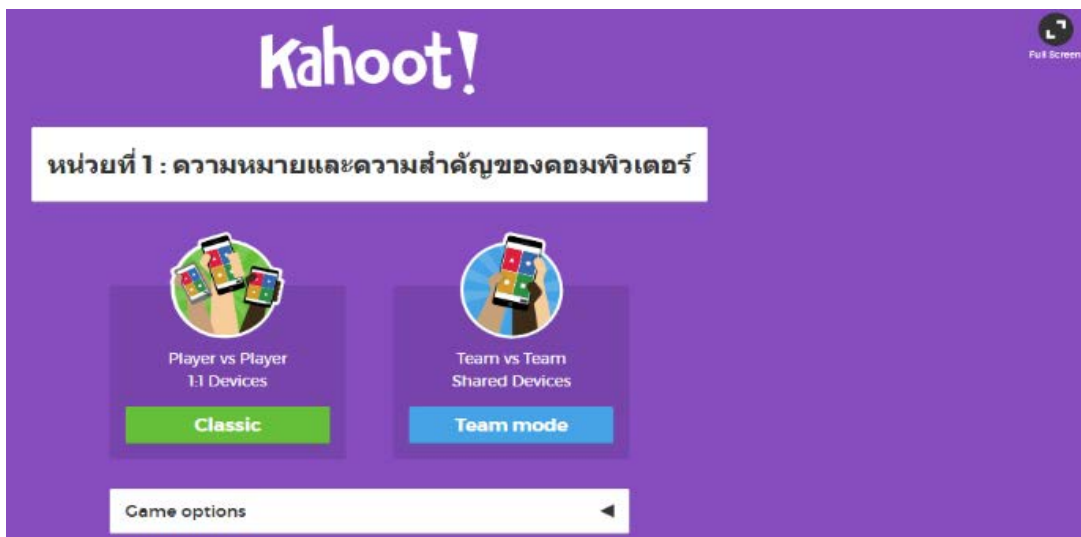 Kahoot!
Full Screen
หน่วยที่ 1 : ความหมายและความสำคัญของคอมพิวเตอร์
Player vs Player
1:1 Devices
Classic
Team vs Team
Shared Devices
Team mode
Game options